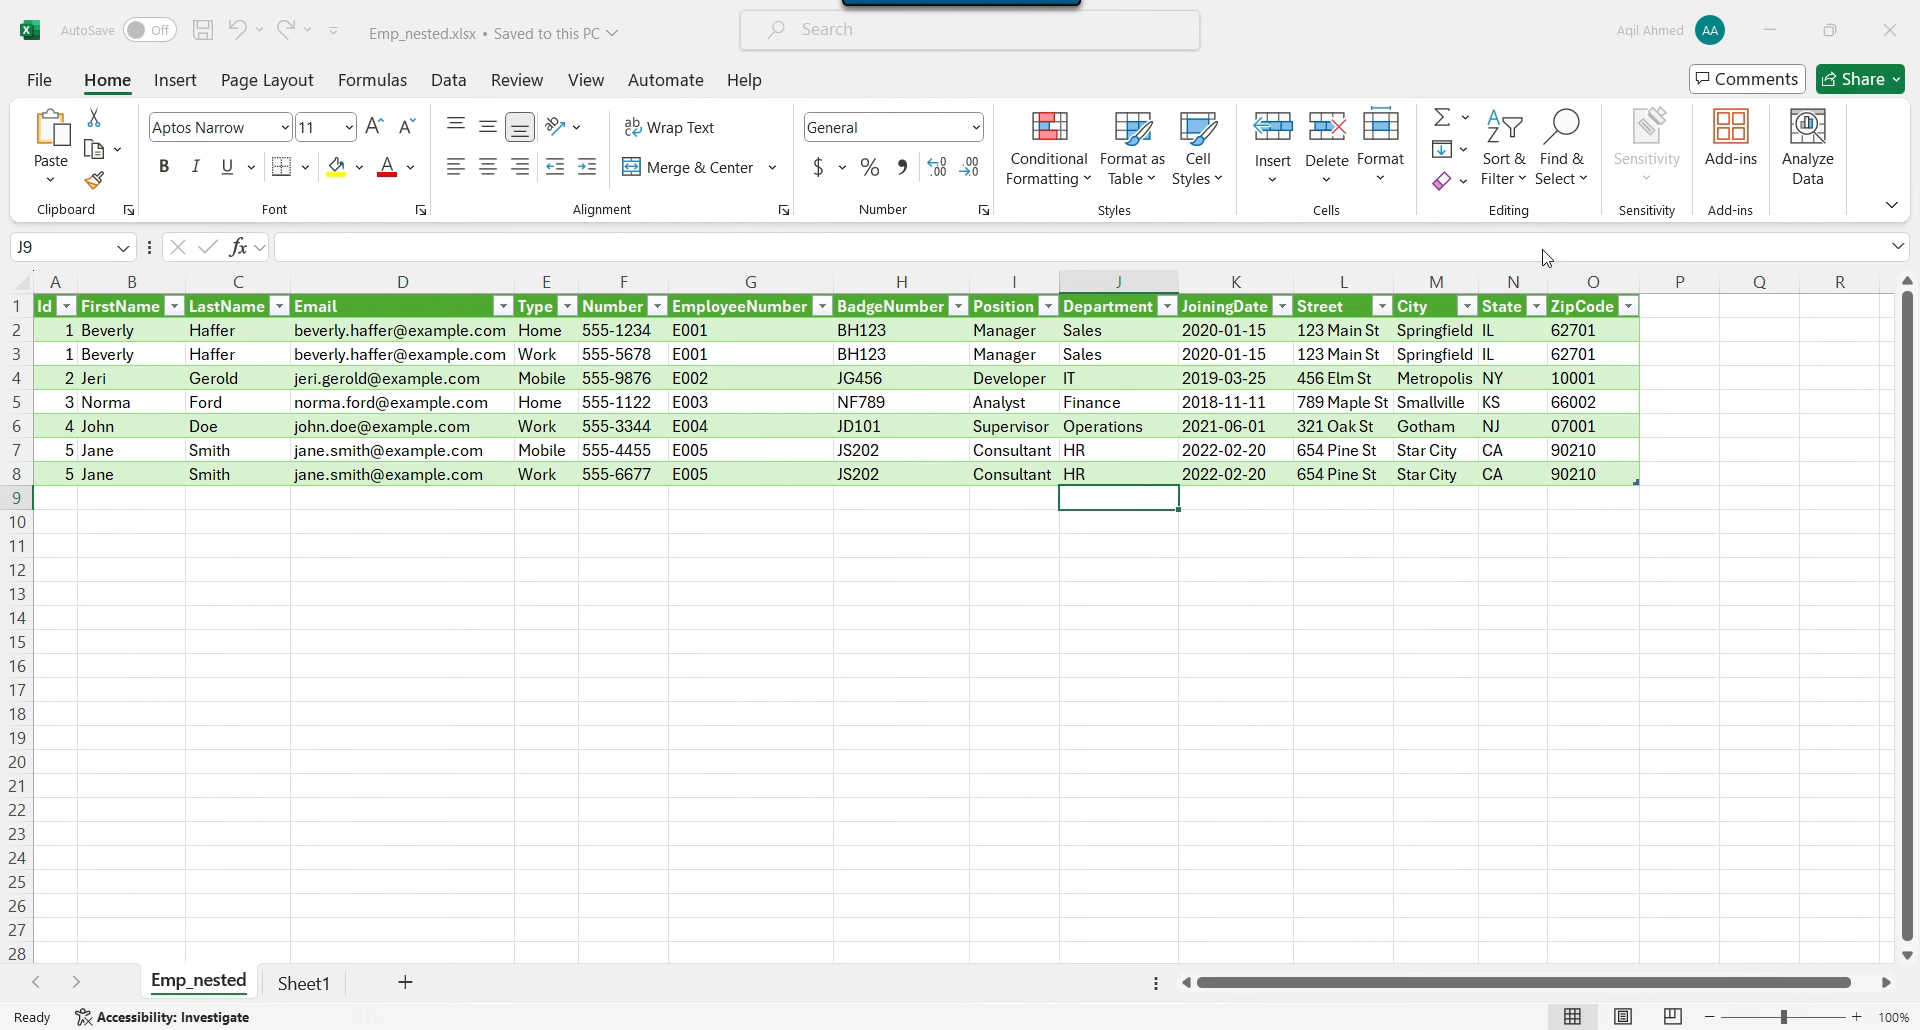 AutoSave Off Emp_nested.xlsx • Saved to this PC Search Aqil Ahmed AA
File Home Insert Page Layout Formulas Data Review View Automate Help Comments Share
Paste
Clipboard
Aptos Narrow 11 A A
B I U A
Font
Wrap Text
Merge & Center
Alignment
General
$ % , .00 .00
Number
Conditional Formatting
Format as Table
Cell Styles
Styles
Insert Delete Format
Cells
Sort & Filter
Find & Select
Editing
Sensitivity
Sensitivity
Add-ins
Add-ins
Analyze Data
J9 fx
A B C D E F G H I J K L M N O P Q R
1 Id FirstName LastName Email Type Number EmployeeNumber BadgeNumber Position Department JoiningDate Street City State ZipCode
2 1 Beverly Haffer beverly.haffer@example.com Home 555-1234 E001 BH123 Manager Sales 2020-01-15 123 Main St Springfield IL 62701
3 1 Beverly Haffer beverly.haffer@example.com Work 555-5678 E001 BH123 Manager Sales 2020-01-15 123 Main St Springfield IL 62701
4 2 Jeri Gerold jeri.gerold@example.com Mobile 555-9876 E002 JG456 Developer IT 2019-03-25 456 Elm St Metropolis NY 10001
5 3 Norma Ford norma.ford@example.com Home 555-1122 E003 NF789 Analyst Finance 2018-11-11 789 Maple St Smallville KS 66002
6 4 John Doe john.doe@example.com Work 555-3344 E004 JD101 Supervisor Operations 2021-06-01 321 Oak St Gotham NJ 07001
7 5 Jane Smith jane.smith@example.com Mobile 555-4455 E005 JS202 Consultant HR 2022-02-20 654 Pine St Star City CA 90210
8 5 Jane Smith jane.smith@example.com Work 555-6677 E005 JS202 Consultant HR 2022-02-20 654 Pine St Star City CA 90210
9
10
11
12
13
14
15
16
17
18
19
20
21
22
23
24
25
26
27
28
Emp_nested Sheet1
Ready Accessibility: Investigate 100%